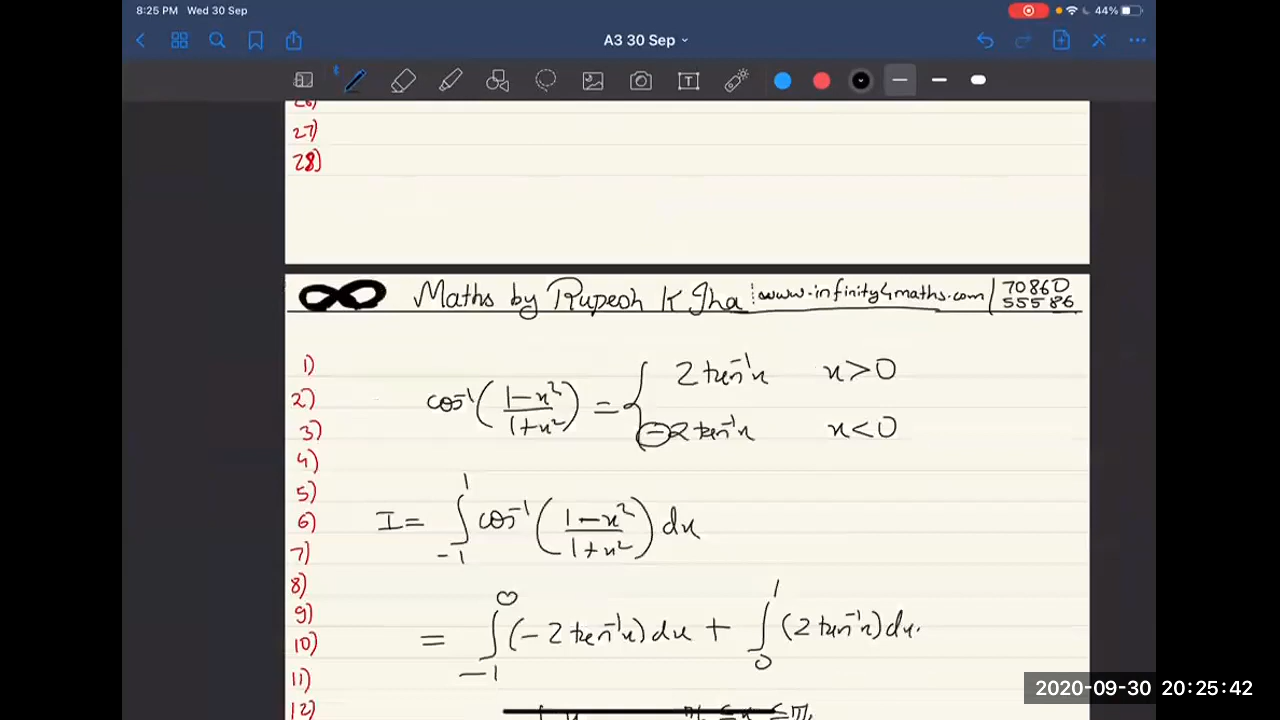 8:25 PM Wed 30 Sep
44%
A3 30 Sep
T
27)
28)
Maths by Rupesh K Jha www.infinity4maths.com 70860 55586
1)
2) cos⁻¹((1-x²)/(1+x²)) = { 2 tan⁻¹x x>0
3) -2 tan⁻¹x x<0
4)
5)
6) I = ∫₋₁¹ cos⁻¹((1-x²)/(1+x²)) dx
7)
8)
9)
10) = ∫₋₁⁰ (-2 tan⁻¹x) dx + ∫₀¹ (2 tan⁻¹x) dx.
11)
12)
2020-09-30 20:25:42